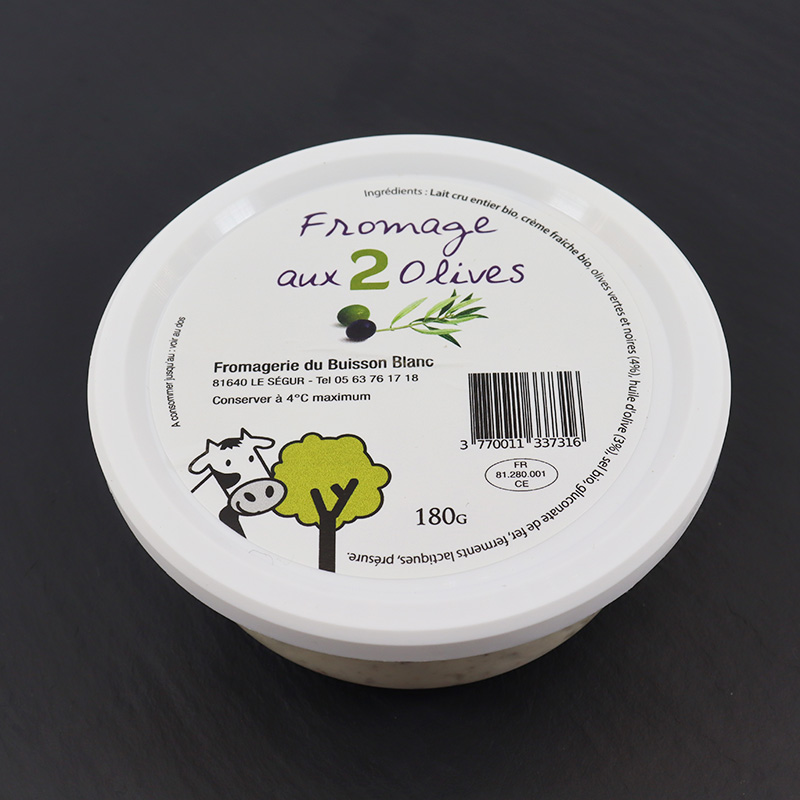 Ingrédients : Lait cru entier bio, crème fraîche bio, olives vertes et noires (4%), huile d'olive (3%), sel bio, gluconate de fer, ferments lactiques, présure.
Fromage
aux 2 Olives
A consommer jusqu'au : voir au dos
Fromagerie du Buisson Blanc
81640 LE SÉGUR - Tel 05 63 76 17 18
Conserver à 4°C maximum
3 770011 337316
FR
81.280.001
CE
180G